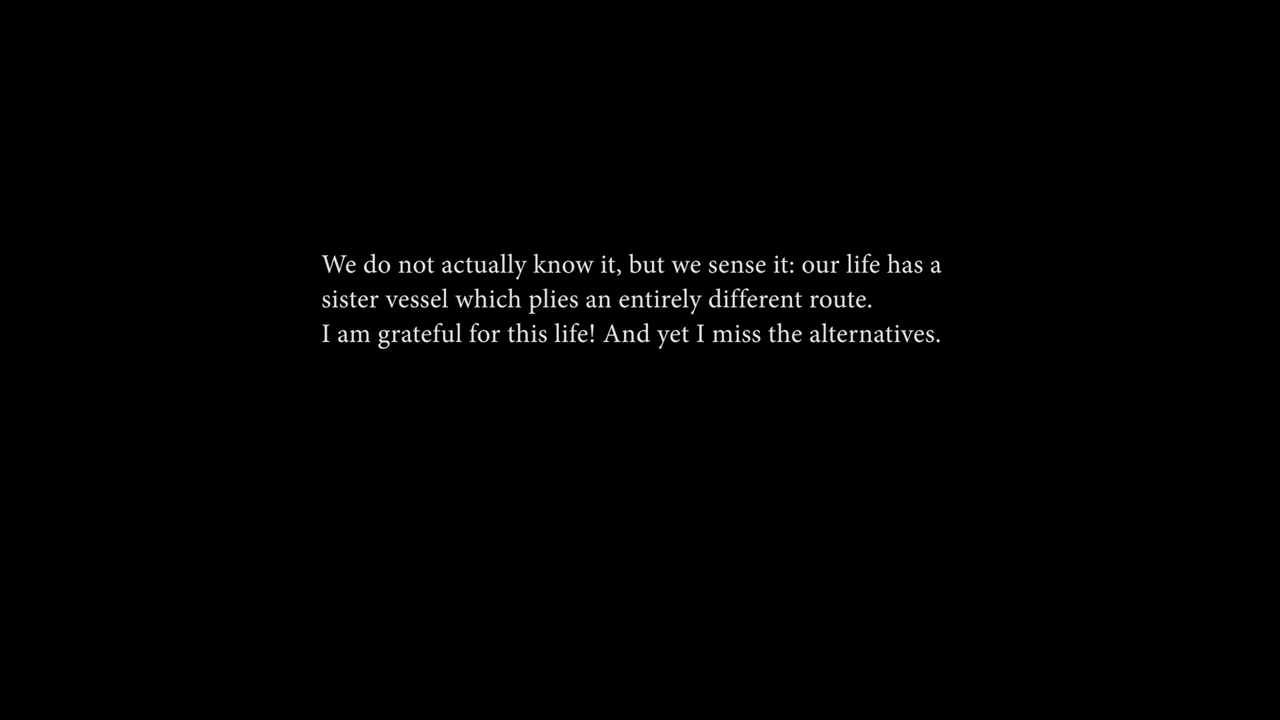 We do not actually know it, but we sense it: our life has a
sister vessel which plies an entirely different route.
I am grateful for this life! And yet I miss the alternatives.